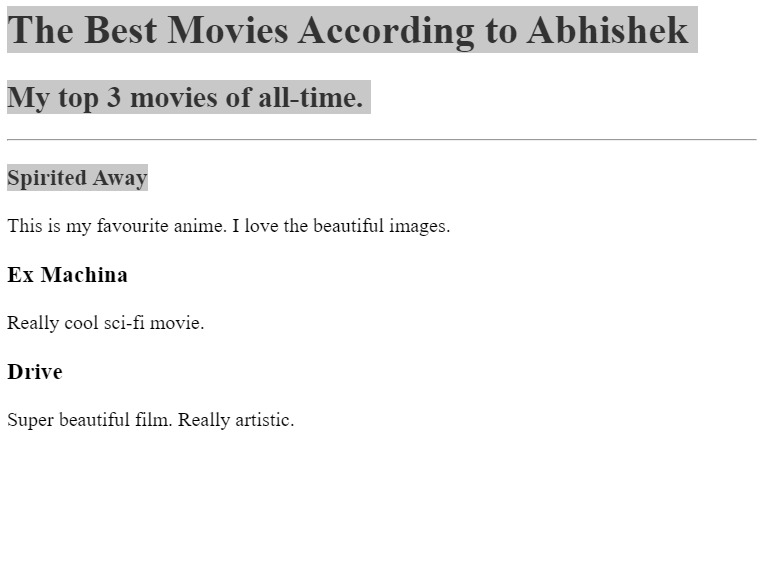 The Best Movies According to Abhishek
My top 3 movies of all-time.
Spirited Away
This is my favourite anime. I love the beautiful images.
Ex Machina
Really cool sci-fi movie.
Drive
Super beautiful film. Really artistic.